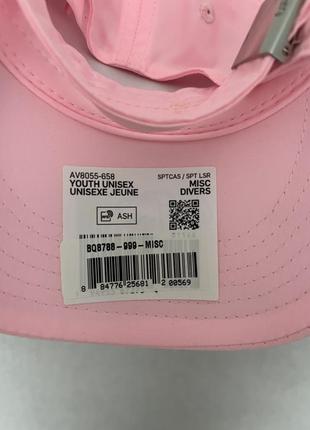 AV8055-658
SPTCAS / SPT LSR
YOUTH UNISEX
MISC
UNISEXE JEUNE
DIVERS
ASH
BQ8788-999-MISC
8 84776 25681 2 00569